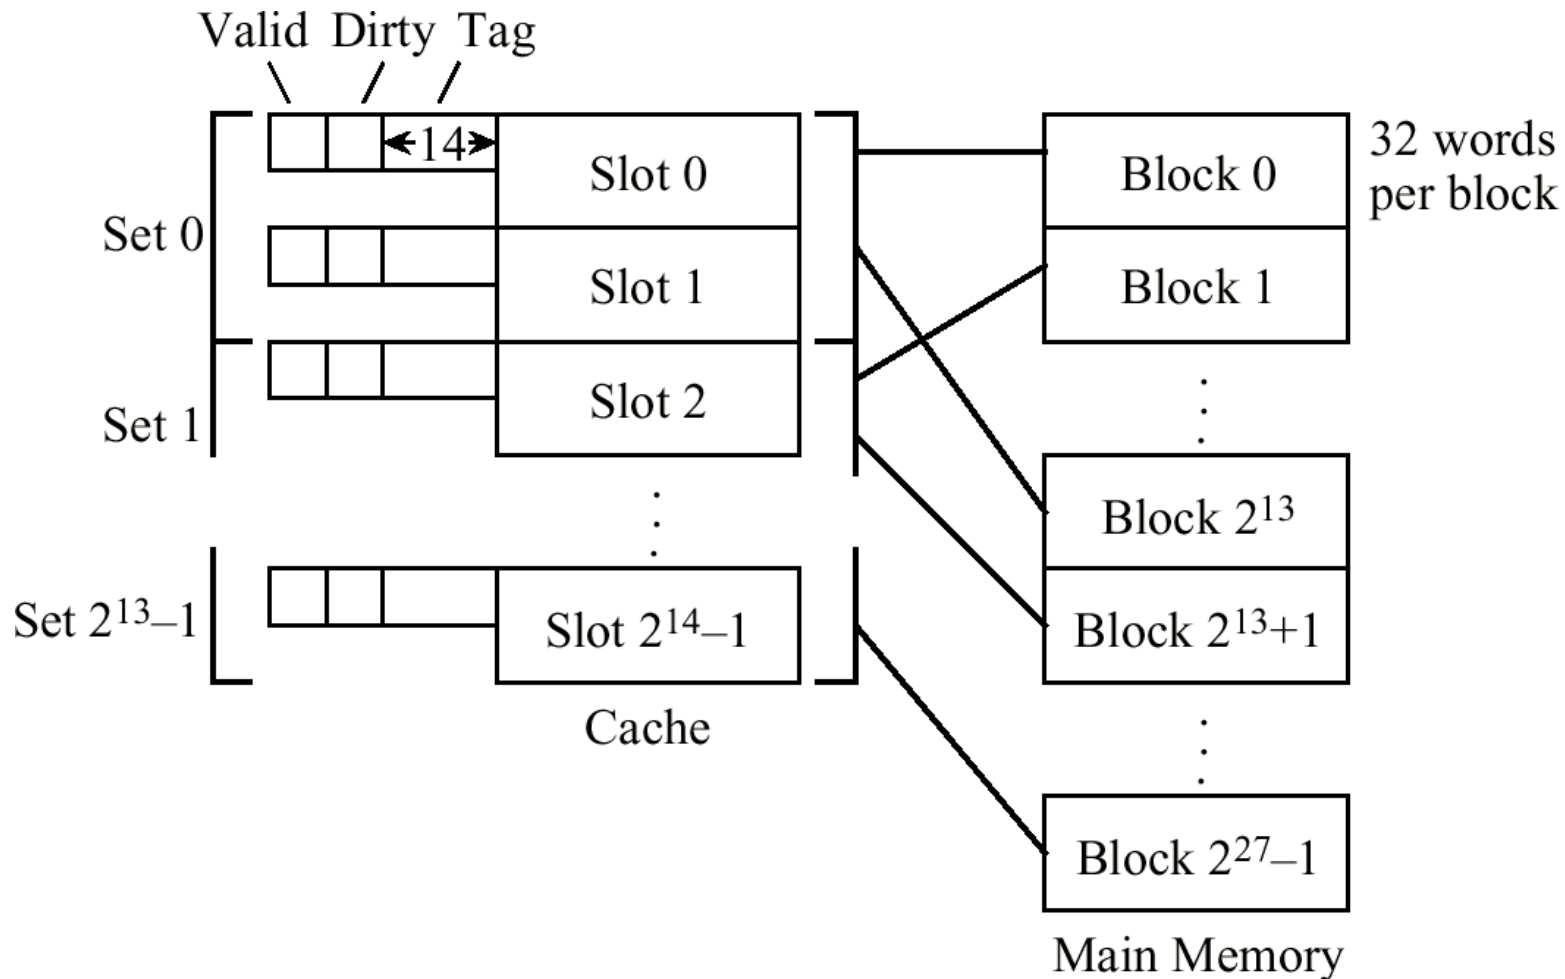 Valid Dirty Tag
14
Slot 0
Block 0
32 words
per block
Set 0
Slot 1
Block 1
Slot 2
Set 1
Block 2¹³
Set 2¹³–1
Slot 2¹⁴–1
Block 2¹³+1
Cache
Block 2²⁷–1
Main Memory